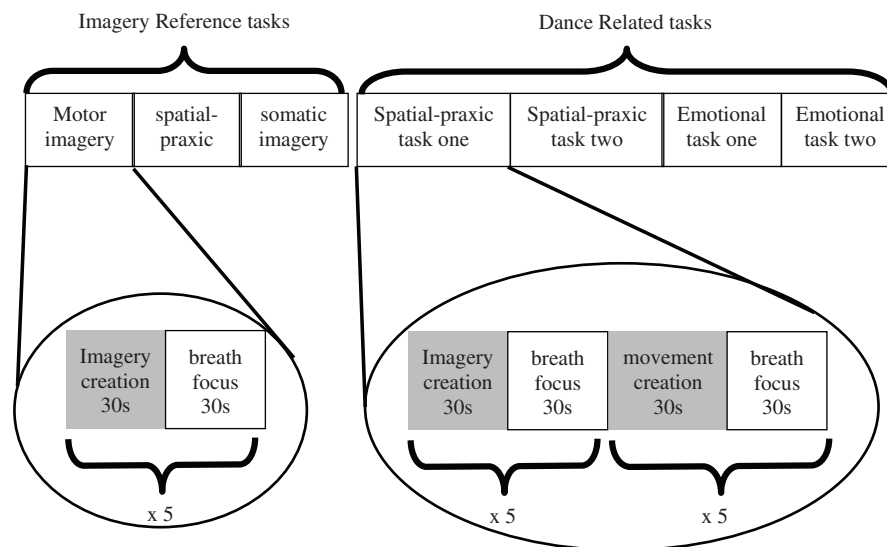 Imagery Reference tasks
Dance Related tasks
Motor
imagery
spatial-
praxic
somatic
imagery
Spatial-praxic
task one
Spatial-praxic
task two
Emotional
task one
Emotional
task two
Imagery
creation
30s
breath
focus
30s
x 5
Imagery
creation
30s
breath
focus
30s
movement
creation
30s
breath
focus
30s
x 5
x 5